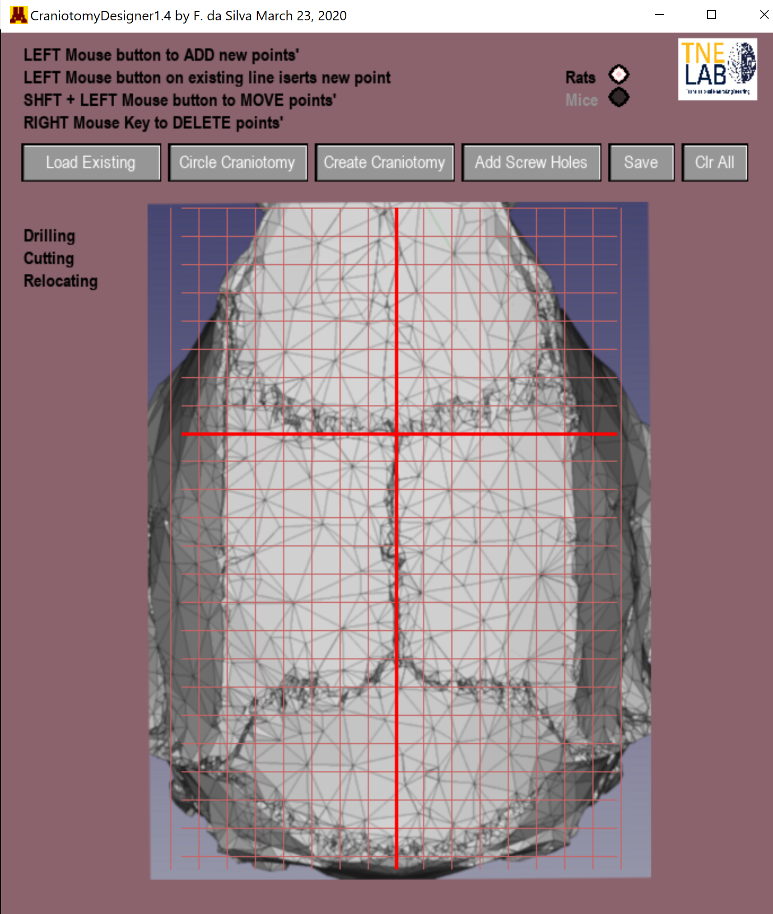 CraniotomyDesigner1.4 by F. da Silva March 23, 2020
LEFT Mouse button to ADD new points'
LEFT Mouse button on existing line iserts new point
SHFT + LEFT Mouse button to MOVE points'
RIGHT Mouse Key to DELETE points'
Rats
Mice
TNE
LAB
Load Existing
Circle Craniotomy
Create Craniotomy
Add Screw Holes
Save
Clr All
Drilling
Cutting
Relocating